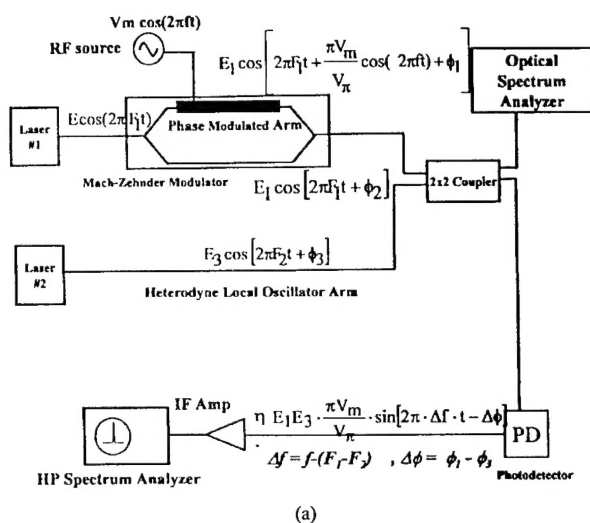 Vm cos(2πft)
RF source
E₁cos[2πF₁t + πVm/Vπ cos( 2πft) + ϕ₁]
Optical
Spectrum
Analyzer
Laser
#1
Ecos(2πF₁t)
Phase Modulated Arm
Mach-Zehnder Modulator
2x2 Coupler
E₁ cos[2πF₁t + ϕ₂]
Laser
#2
E₃ cos[2πF₂t + ϕ₃]
Heterodyne Local Oscillator Arm
IF Amp
η E₁E₃ · πVm/Vπ · sin[2π · Δf · t − Δϕ]
PD
Δf = f-(F₁-F₂) , Δϕ = ϕ₁ - ϕ₃
HP Spectrum Analyzer
Photodetector
(a)